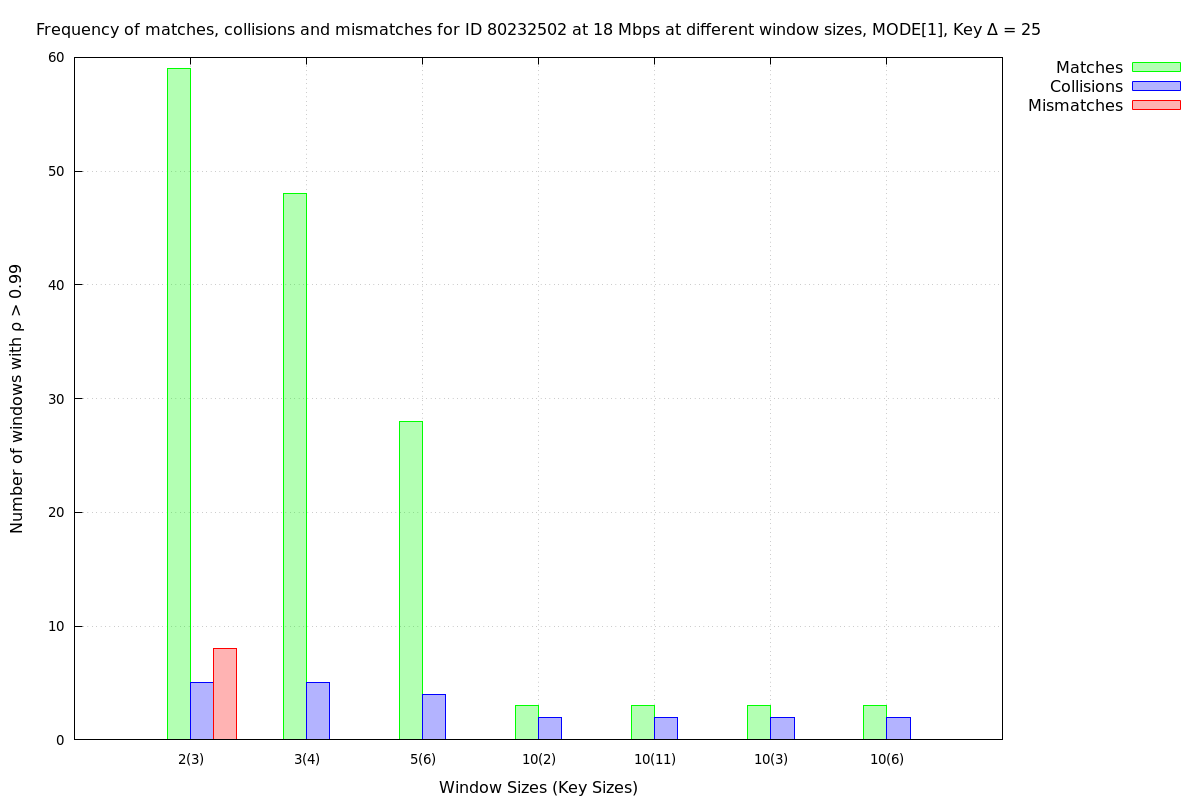 Frequency of matches, collisions and mismatches for ID 80232502 at 18 Mbps at different window sizes, MODE[1], Key Δ = 25
Matches
Collisions
Mismatches
Number of windows with ρ > 0.99
60
50
40
30
20
10
0
2(3) 3(4) 5(6) 10(2) 10(11) 10(3) 10(6)
Window Sizes (Key Sizes)